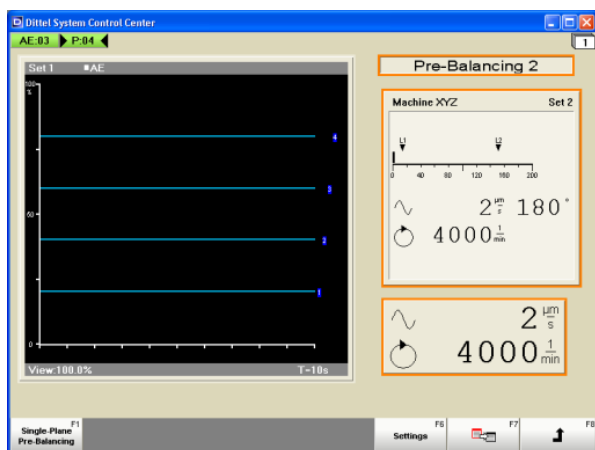 Dittel System Control Center
AE:03 P:04
1
Set 1 AE
100
%
50
0
4
3
2
1
View:100.0% T-10s
Pre-Balancing 2
Machine XYZ Set 2
L1 L2
0 40 80 120 160 200
2 µm/s 180°
4000 1/min
2 µm/s
4000 1/min
F1
Single-Plane
Pre-Balancing
F6
Settings
F7
F8